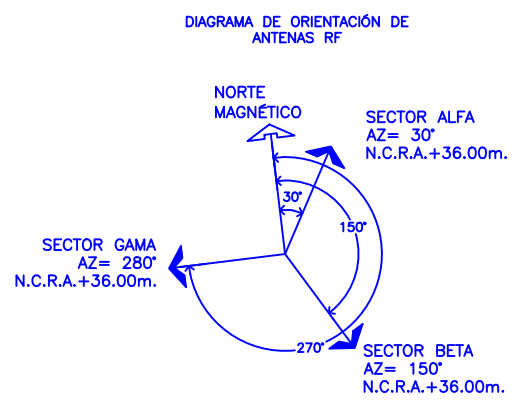 DIAGRAMA DE ORIENTACIÓN DE
ANTENAS RF
NORTE
MAGNÉTICO
SECTOR ALFA
AZ= 30°
N.C.R.A.+36.00m.
30°
150°
SECTOR GAMA
AZ= 280°
N.C.R.A.+36.00m.
270°
SECTOR BETA
AZ= 150°
N.C.R.A.+36.00m.